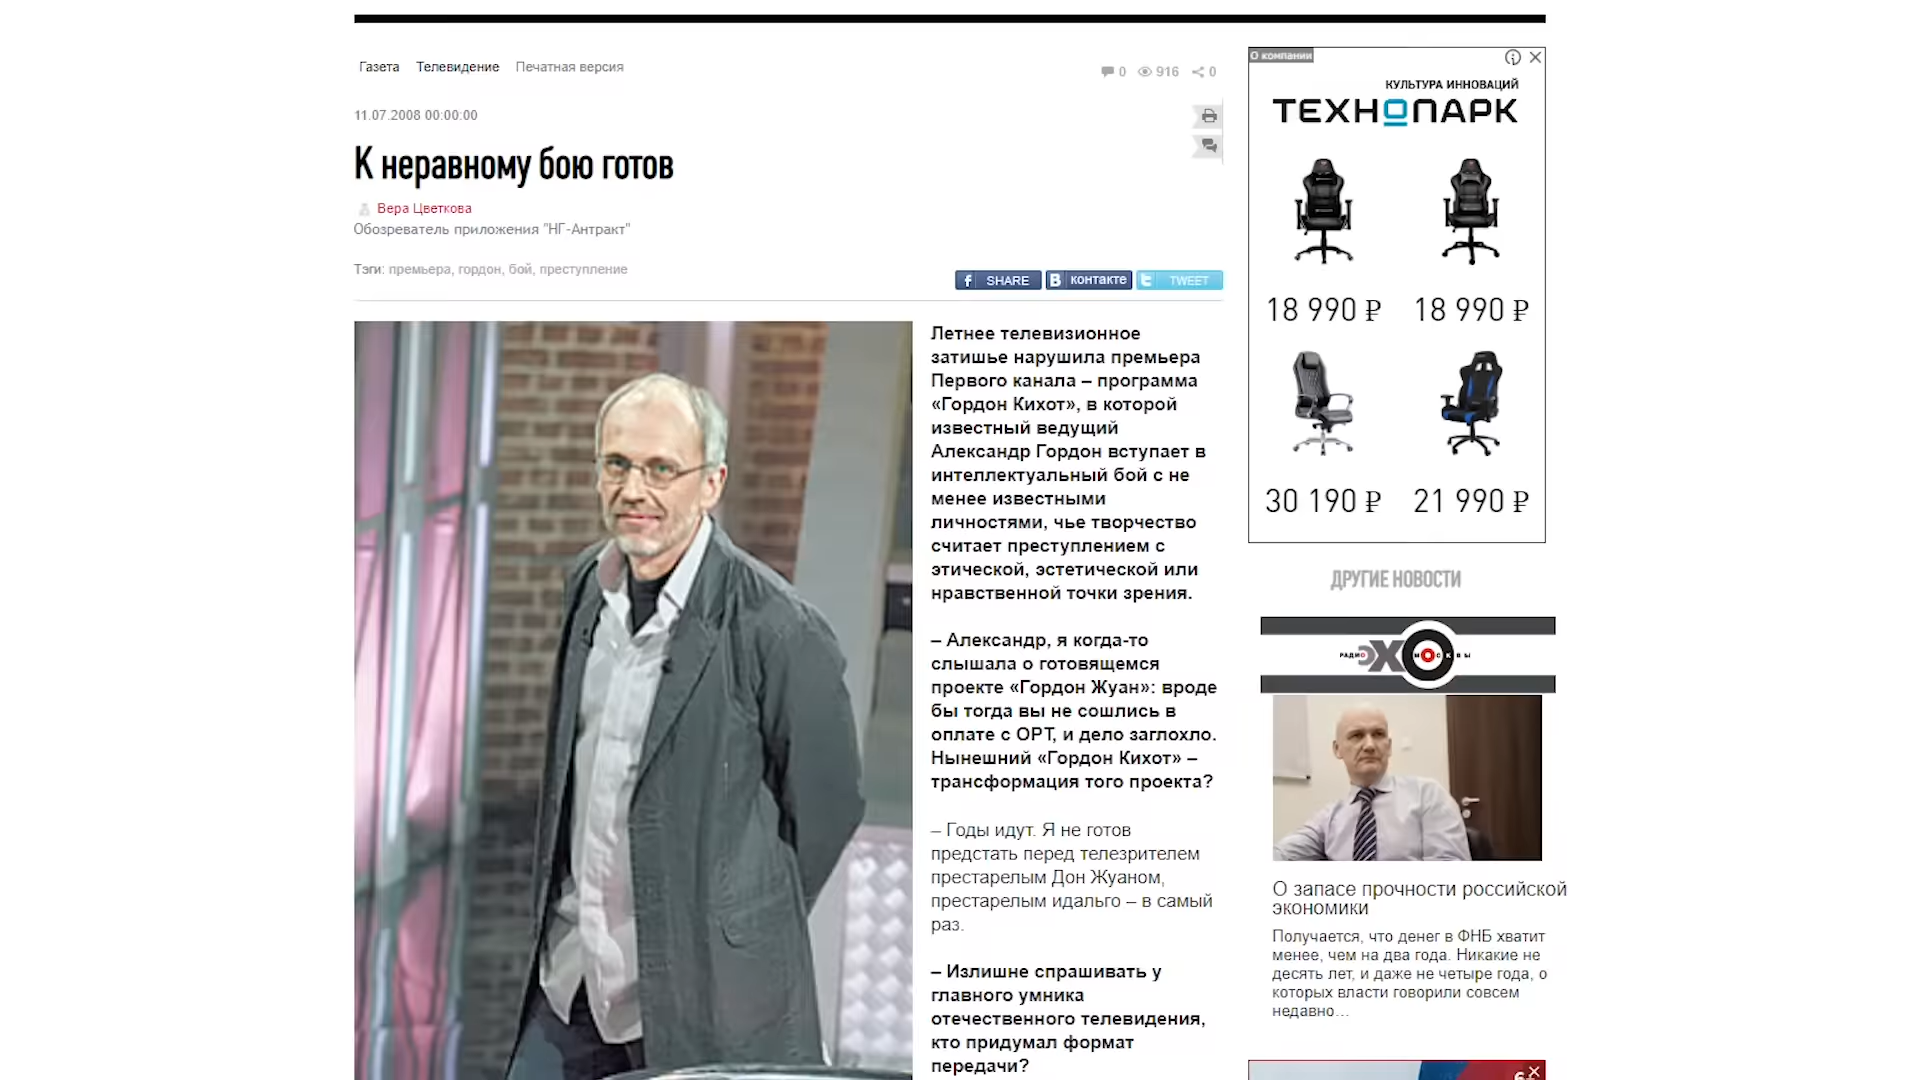 Газета Телевидение Печатная версия
0 916 0
11.07.2008 00:00:00
К неравному бою готов
Вера Цветкова
Обозреватель приложения "НГ-Антракт"
Тэги: премьера, гордон, бой, преступление
f SHARE В контакте t TWEET
Летнее телевизионное
затишье нарушила премьера
Первого канала – программа
«Гордон Кихот», в которой
известный ведущий
Александр Гордон вступает в
интеллектуальный бой с не
менее известными
личностями, чье творчество
считает преступлением с
этической, эстетической или
нравственной точки зрения.
– Александр, я когда-то
слышала о готовящемся
проекте «Гордон Жуан»: вроде
бы тогда вы не сошлись в
оплате с ОРТ, и дело заглохло.
Нынешний «Гордон Кихот» –
трансформация того проекта?
– Годы идут. Я не готов
предстать перед телезрителем
престарелым Дон Жуаном,
престарелым идальго – в самый
раз.
– Излишне спрашивать у
главного умника
отечественного телевидения,
кто придумал формат
передачи?
О компании
КУЛЬТУРА ИННОВАЦИЙ
ТЕХНОПАРК
18 990 ₽ 18 990 ₽
30 190 ₽ 21 990 ₽
ДРУГИЕ НОВОСТИ
РАДИО ЭХО МОСКВЫ
О запасе прочности российской
экономики
Получается, что денег в ФНБ хватит
менее, чем на два года. Никакие не
десять лет, и даже не четыре года, о
которых власти говорили совсем
недавно...